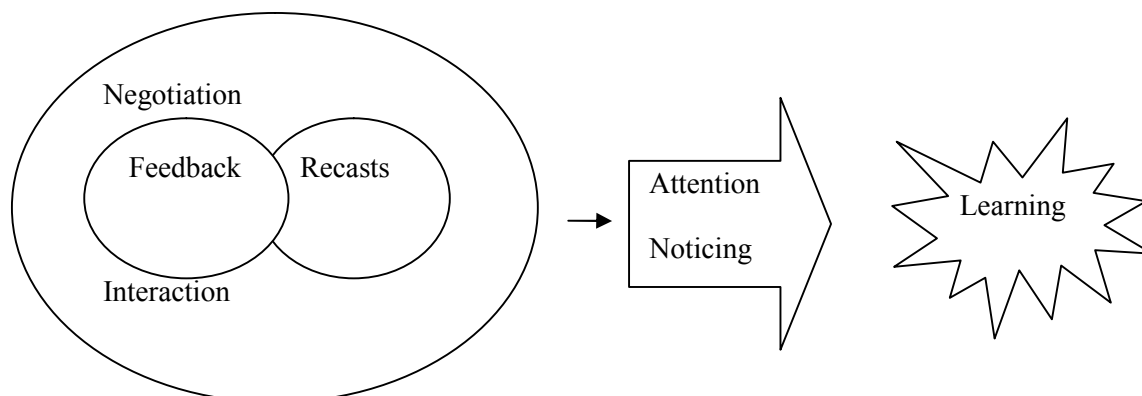 Negotiation
Feedback
Recasts
Interaction
Attention
Noticing
Learning